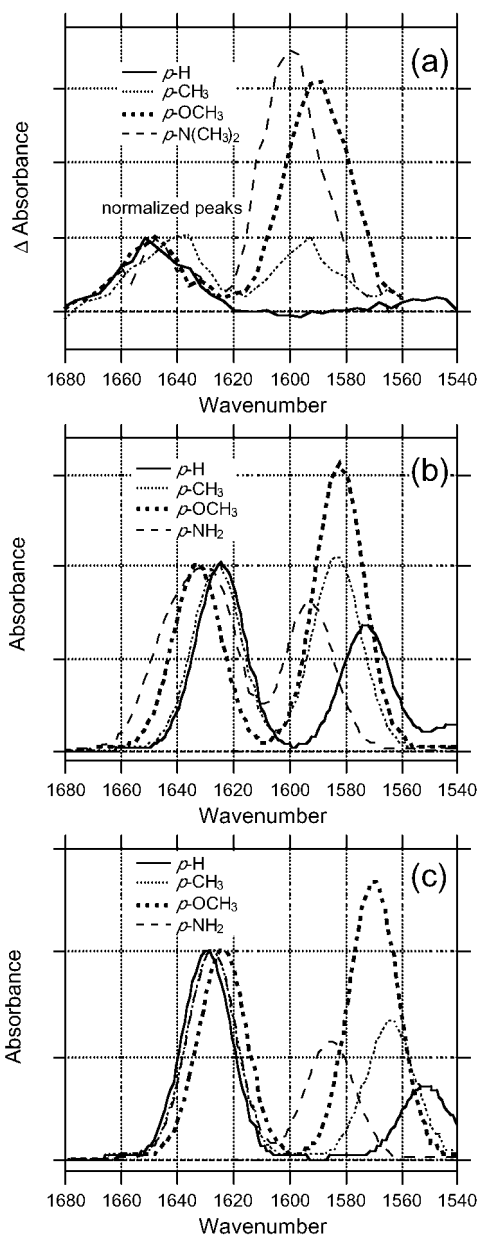 (a)
p-H
p-CH₃
p-OCH₃
p-N(CH₃)₂
normalized peaks
Δ Absorbance
1680 1660 1640 1620 1600 1580 1560 1540
Wavenumber
(b)
p-H
p-CH₃
p-OCH₃
p-NH₂
Absorbance
1680 1660 1640 1620 1600 1580 1560 1540
Wavenumber
(c)
p-H
p-CH₃
p-OCH₃
p-NH₂
Absorbance
1680 1660 1640 1620 1600 1580 1560 1540
Wavenumber